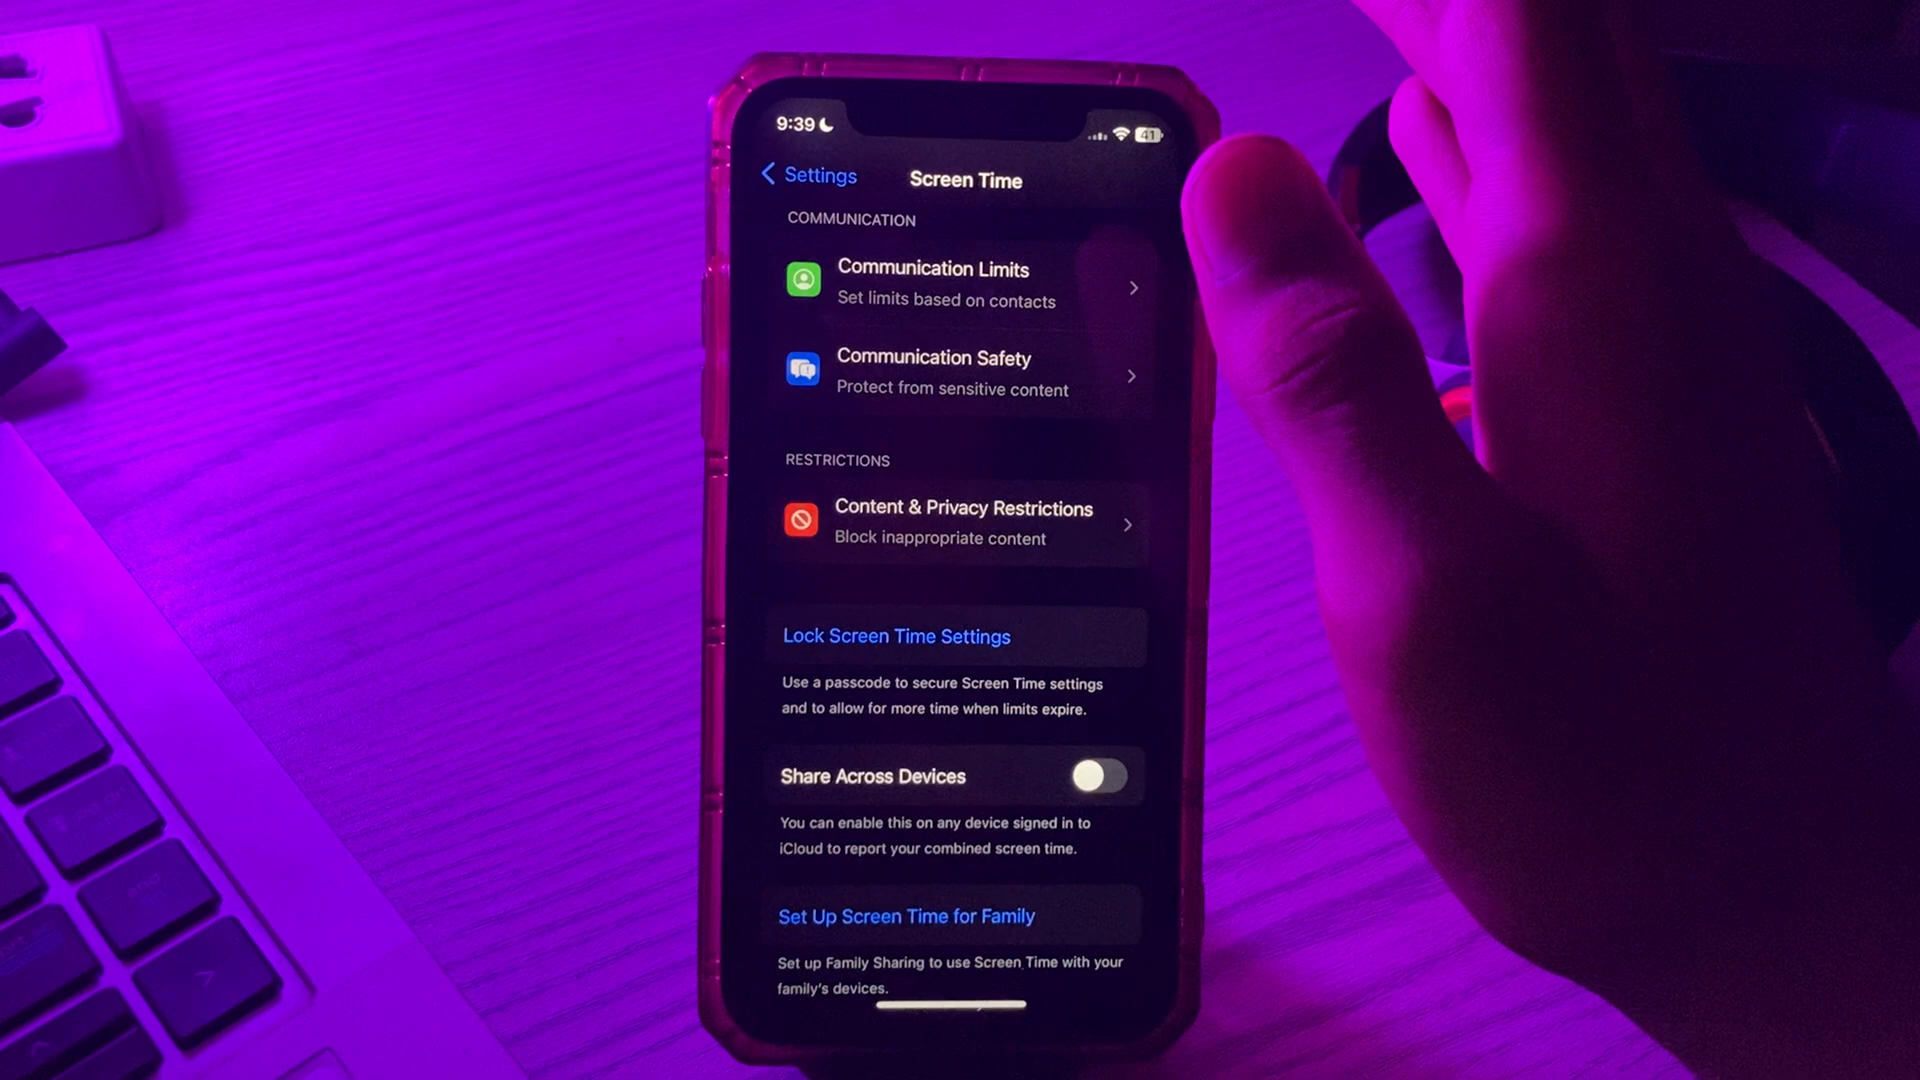 9:39
41
Settings
Screen Time
COMMUNICATION
Communication Limits
Set limits based on contacts
Communication Safety
Protect from sensitive content
RESTRICTIONS
Content & Privacy Restrictions
Block inappropriate content
Lock Screen Time Settings
Use a passcode to secure Screen Time settings
and to allow for more time when limits expire.
Share Across Devices
You can enable this on any device signed in to
iCloud to report your combined screen time.
Set Up Screen Time for Family
Set up Family Sharing to use Screen Time with your
family's devices.